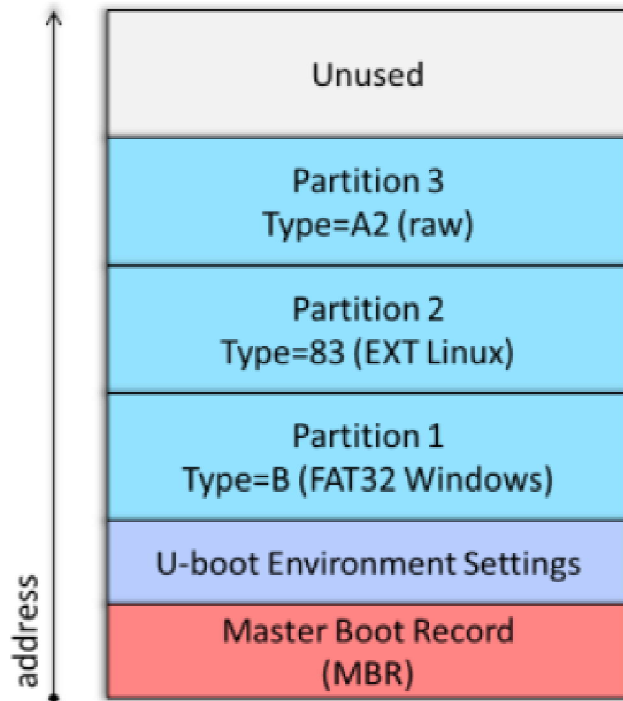 Unused
Partition 3
Type=A2 (raw)
Partition 2
Type=83 (EXT Linux)
Partition 1
Type=B (FAT32 Windows)
U-boot Environment Settings
Master Boot Record
(MBR)
address